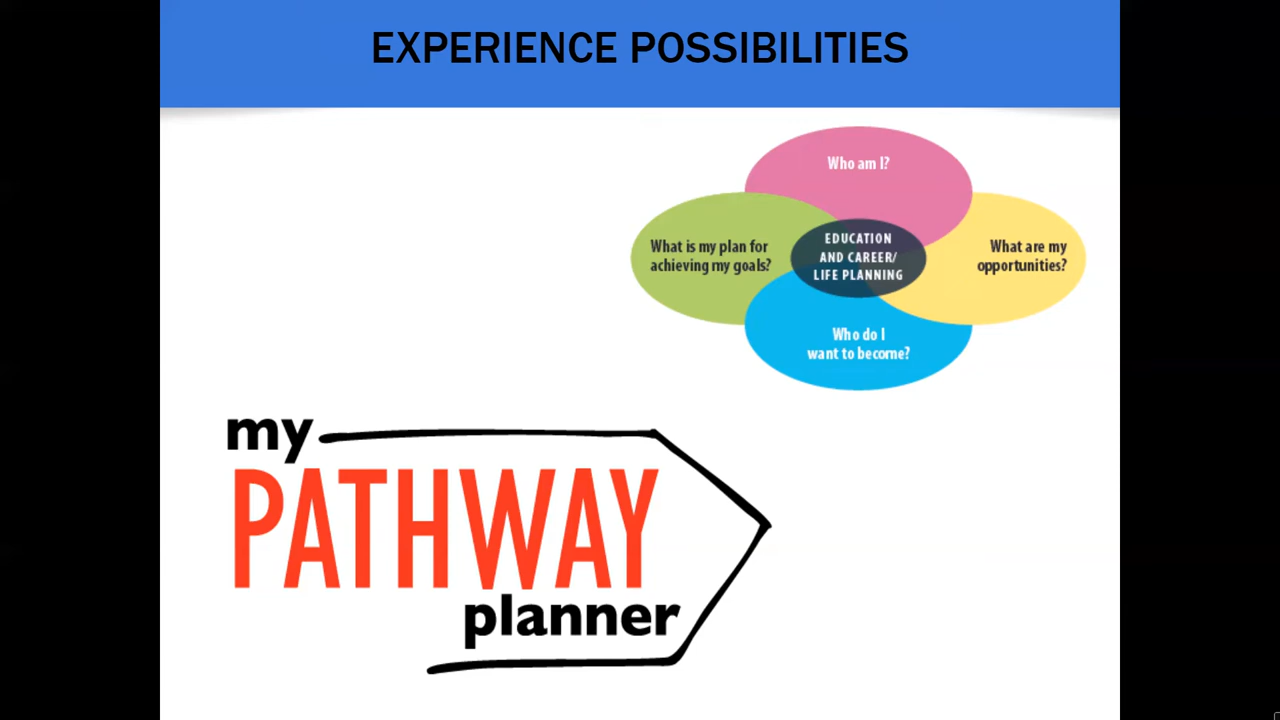 EXPERIENCE POSSIBILITIES
Who am I?
What is my plan for
achieving my goals?
EDUCATION
AND CAREER/
LIFE PLANNING
What are my
opportunities?
Who do I
want to become?
my
PATHWAY
planner